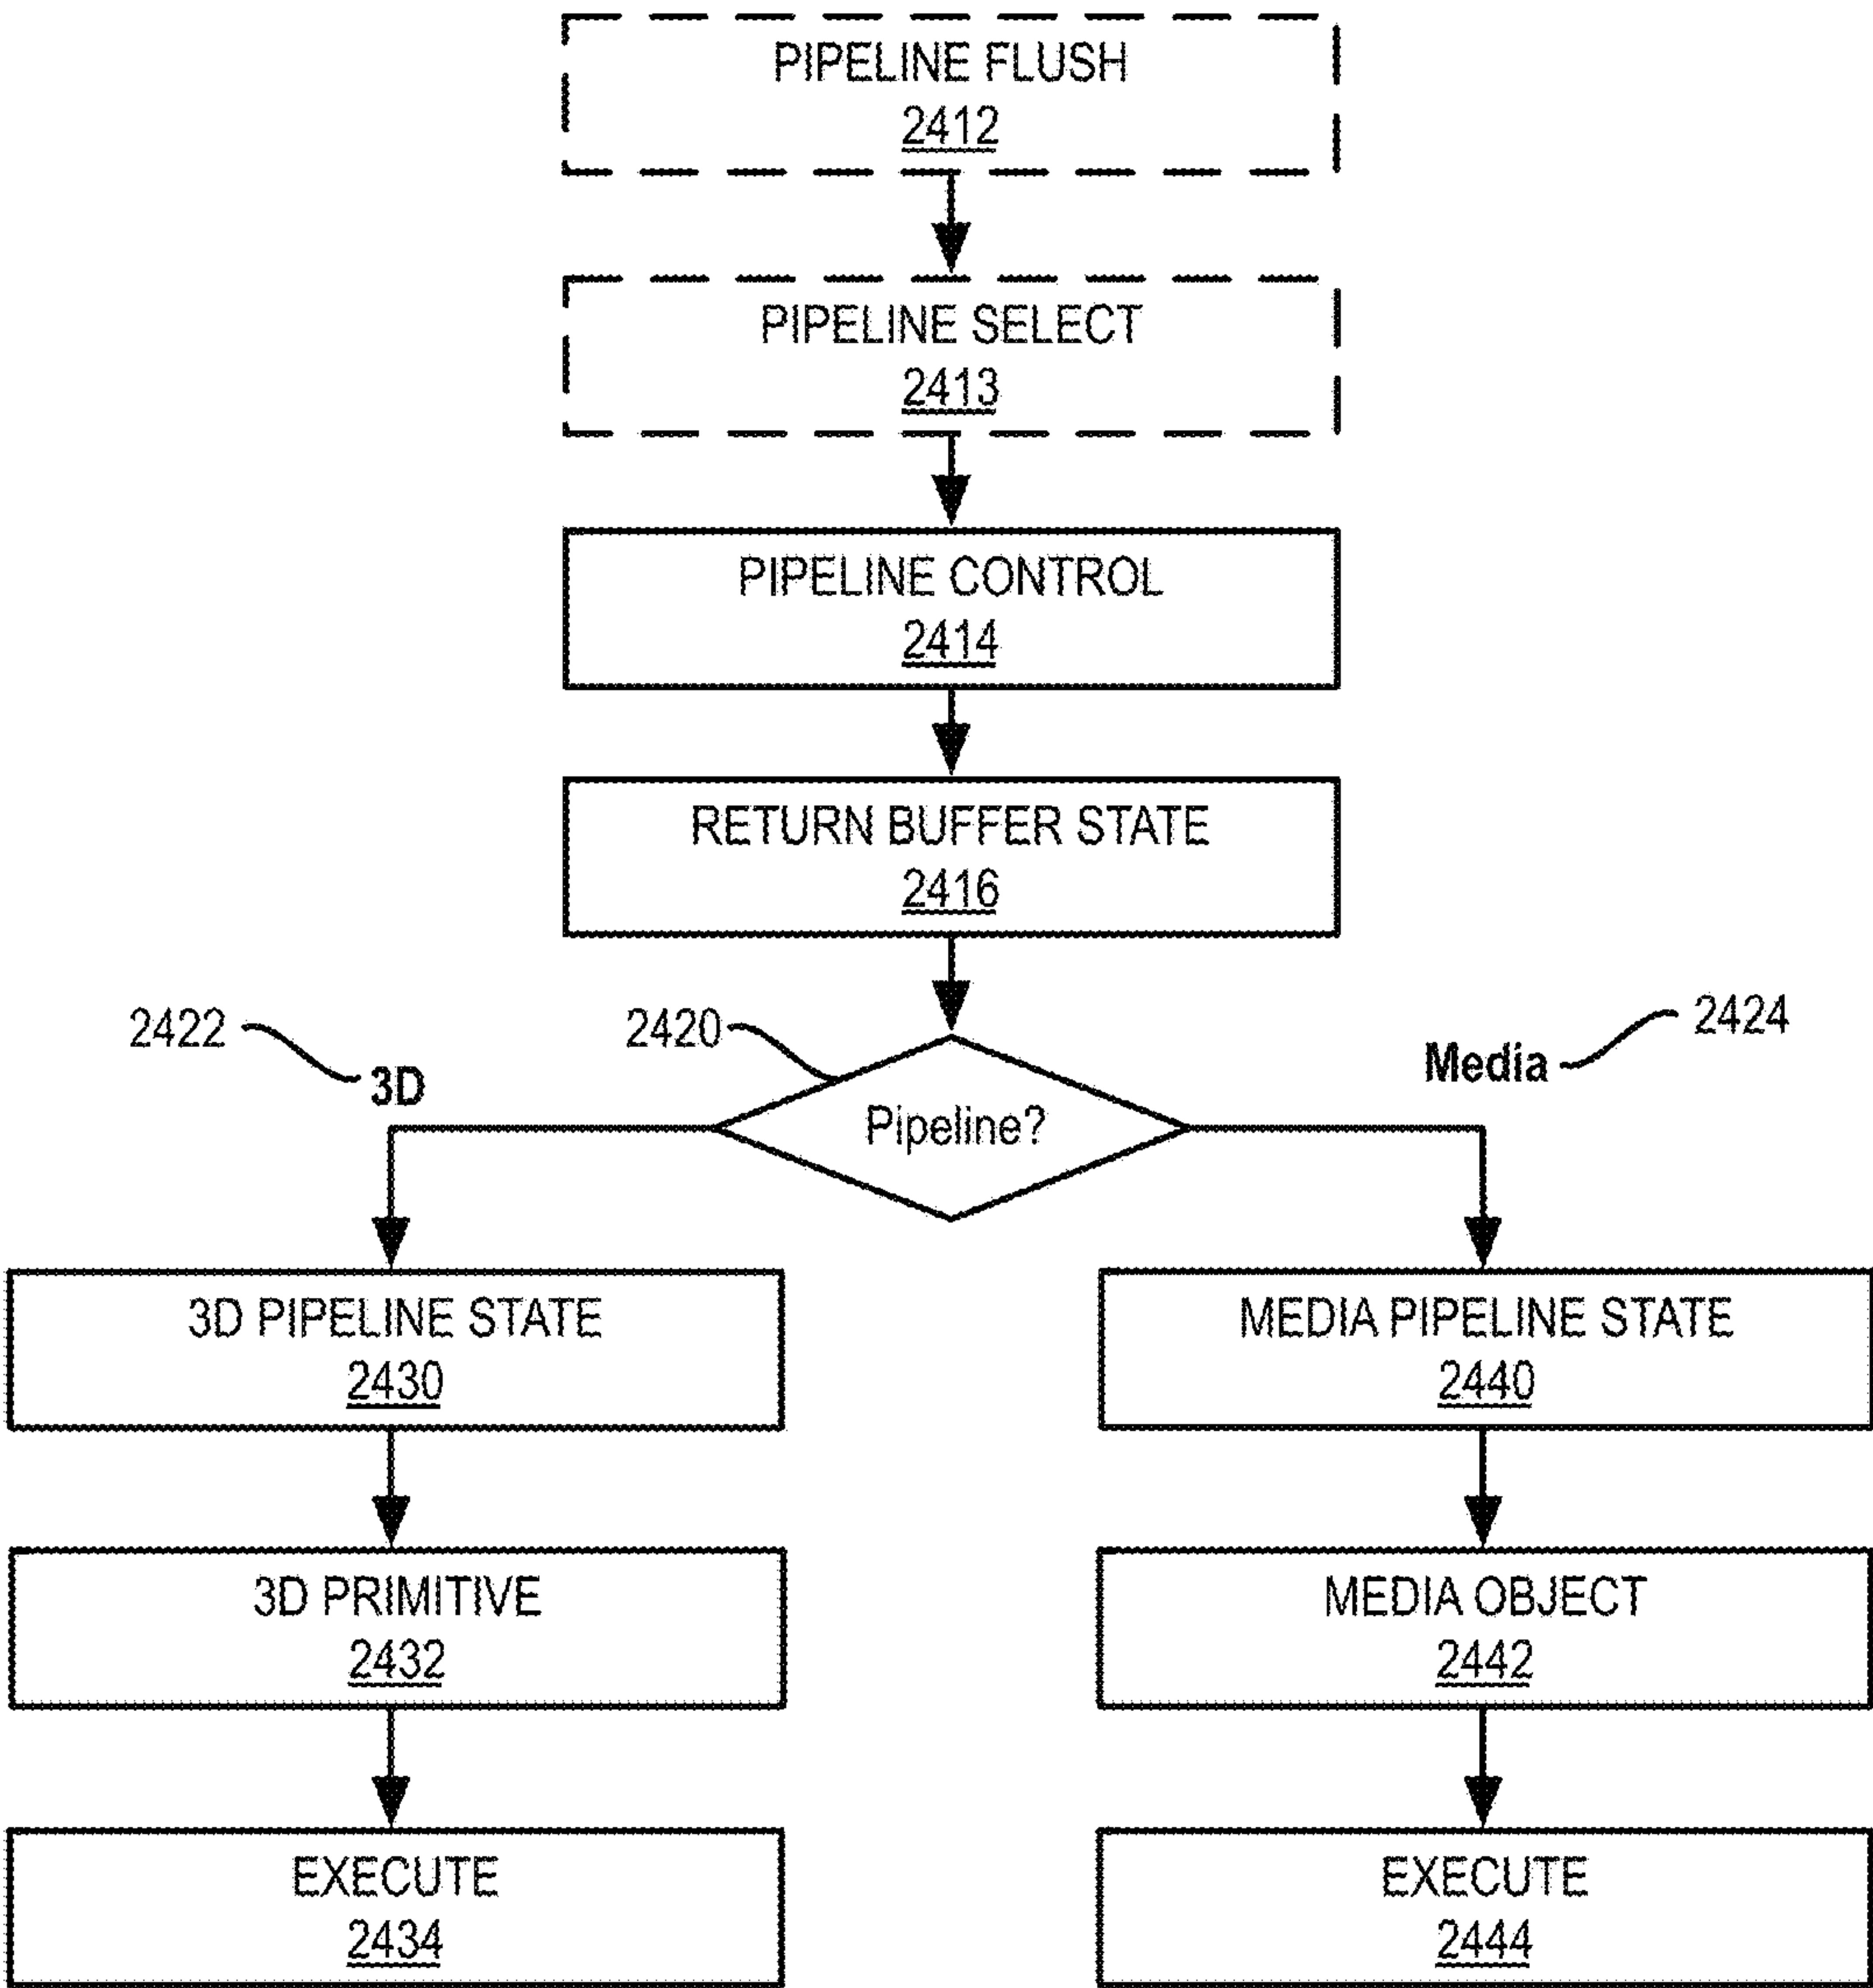 PIPELINE FLUSH
2412
PIPELINE SELECT
2413
PIPELINE CONTROL
2414
RETURN BUFFER STATE
2416
2422
2420
2424
3D
Media
Pipeline?
3D PIPELINE STATE
2430
MEDIA PIPELINE STATE
2440
3D PRIMITIVE
2432
MEDIA OBJECT
2442
EXECUTE
2434
EXECUTE
2444